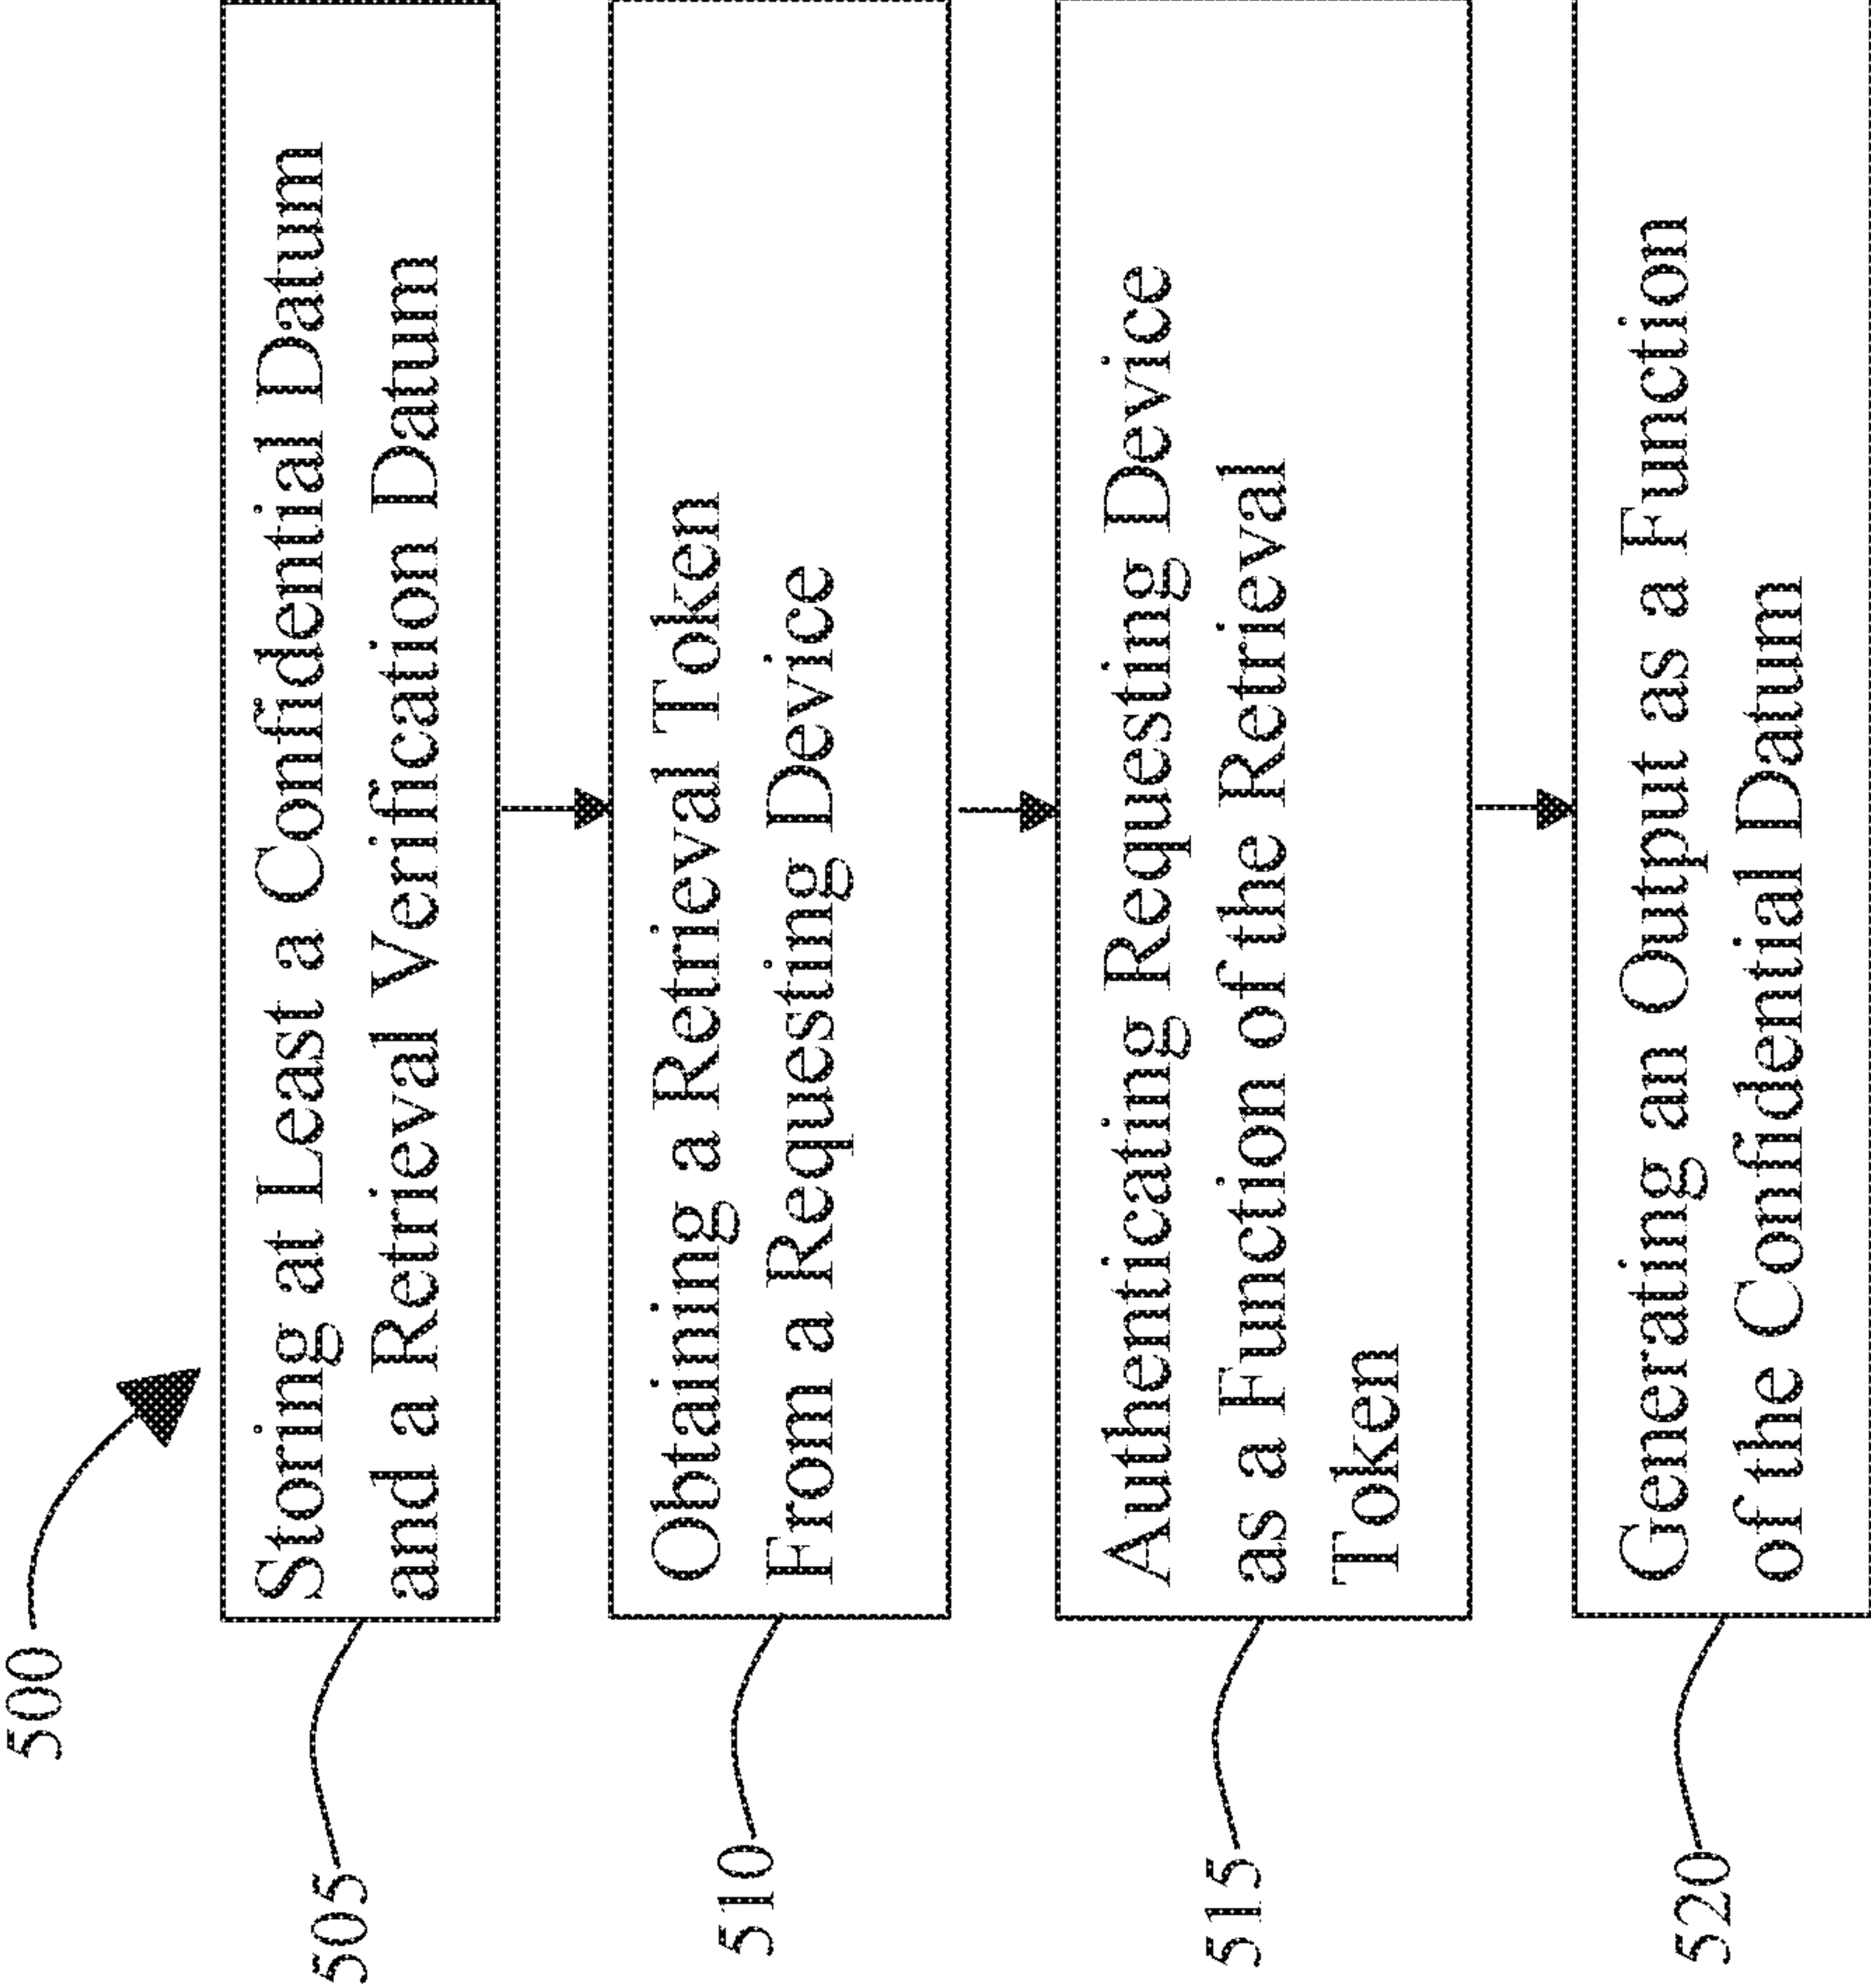 500
505
Storing at Least a Confidential Datum
and a Retrieval Verification Datum
510
Obtaining a Retrieval Token
From a Requesting Device
515
Authenticating Requesting Device
as a Function of the Retrieval
Token
520
Generating an Output as a Function
of the Confidential Datum